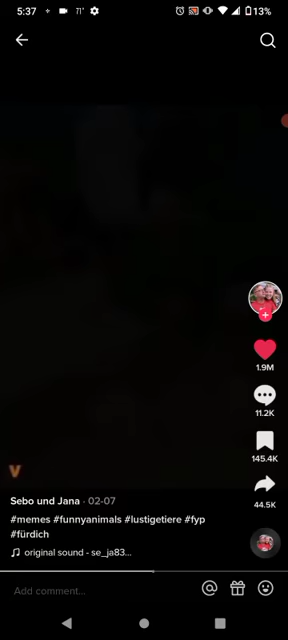 5:37 71° 13%
1.9M
11.2K
145.4K
44.5K
V
Sebo und Jana · 02-07
#memes #funnyanimals #lustigetiere #fyp
#fürdich
original sound - se_ja83...
Add comment...